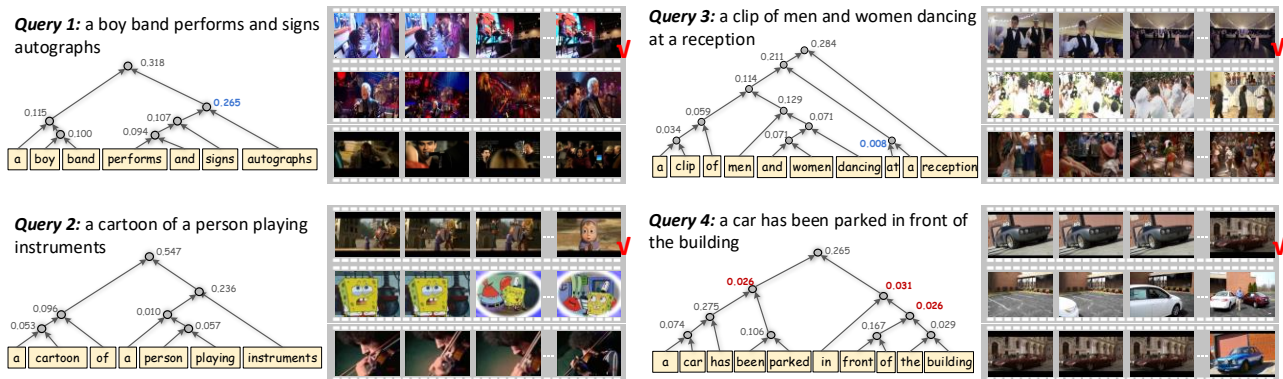 Query 1: a boy band performs and signs
autographs
0.318
0.265
0.115
0.107
0.100
0.094
a boy band performs and signs autographs
Query 2: a cartoon of a person playing
instruments
0.547
0.236
0.096
0.010
0.053
0.057
a cartoon of a person playing instruments
Query 3: a clip of men and women dancing
at a reception
0.284
0.211
0.114
0.129
0.059
0.071
0.034
0.071
0.008
a clip of men and women dancing at a reception
Query 4: a car has been parked in front of
the building
0.265
0.026
0.031
0.275
0.026
0.074
0.106
0.167
0.029
a car has been parked in front of the building